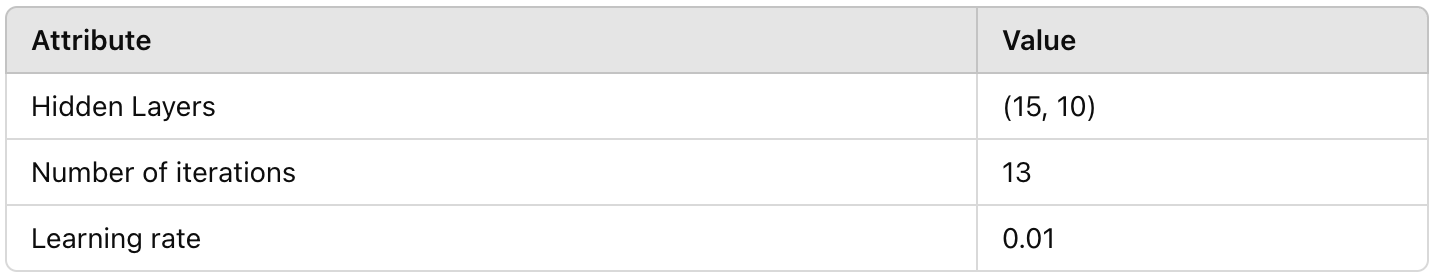 Attribute Value
Hidden Layers (15, 10)
Number of iterations 13
Learning rate 0.01